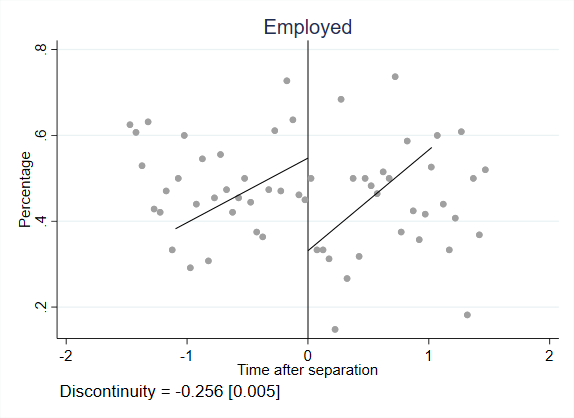 Employed
Percentage
.8
.6
.4
.2
-2 -1 0 1 2
Time after separation
Discontinuity = -0.256 [0.005]